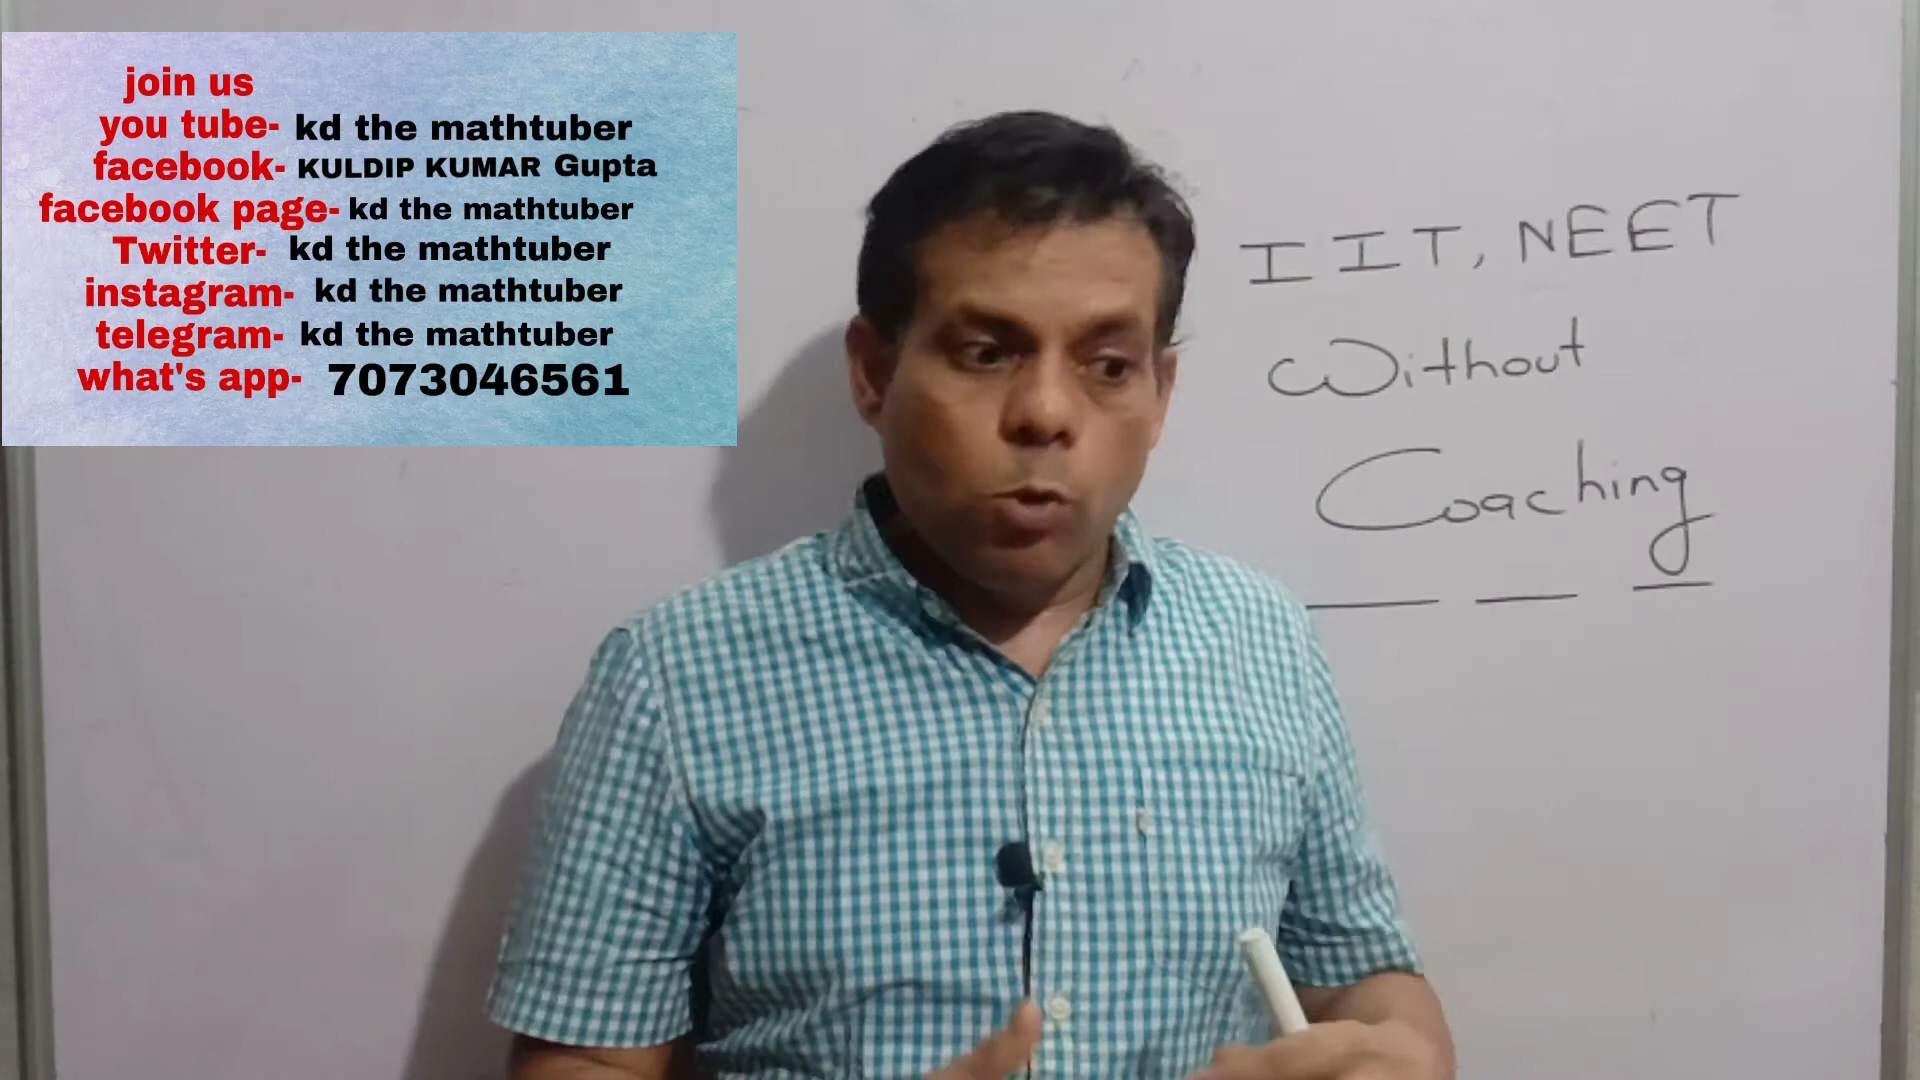 join us
you tube- kd the mathtuber
facebook- KULDIP KUMAR Gupta
facebook page- kd the mathtuber
Twitter- kd the mathtuber
instagram- kd the mathtuber
telegram- kd the mathtuber
what's app- 7073046561
IIT, NEET
Without
Coaching